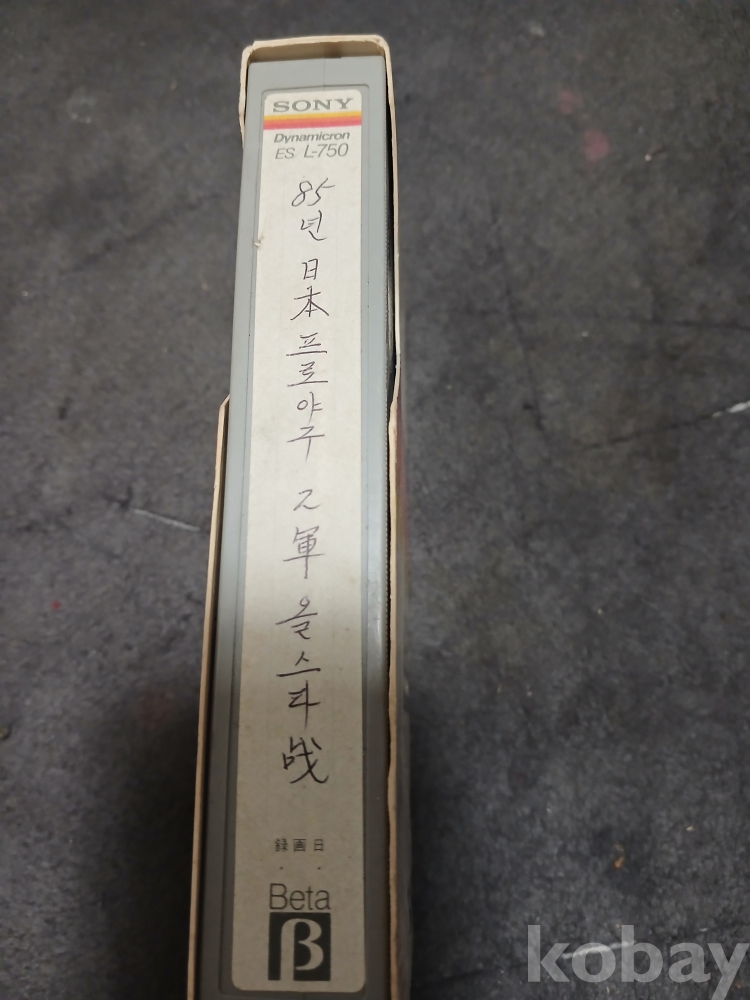 SONY
Dynamicron
ES L-750
85년 日本 프로야구 2軍 올스타戦
録画日
Beta
β
kobay